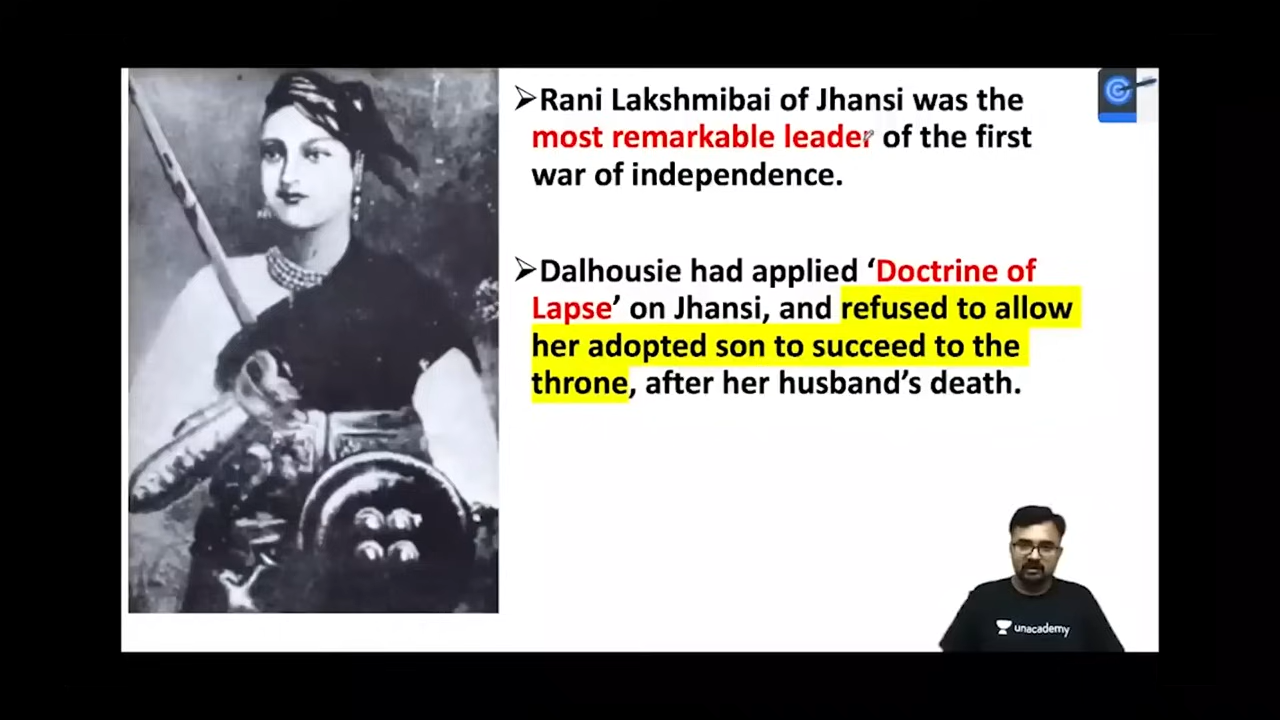 ➢Rani Lakshmibai of Jhansi was the
most remarkable leader of the first
war of independence.
➢Dalhousie had applied ‘Doctrine of
Lapse’ on Jhansi, and refused to allow
her adopted son to succeed to the
throne, after her husband’s death.
unacademy